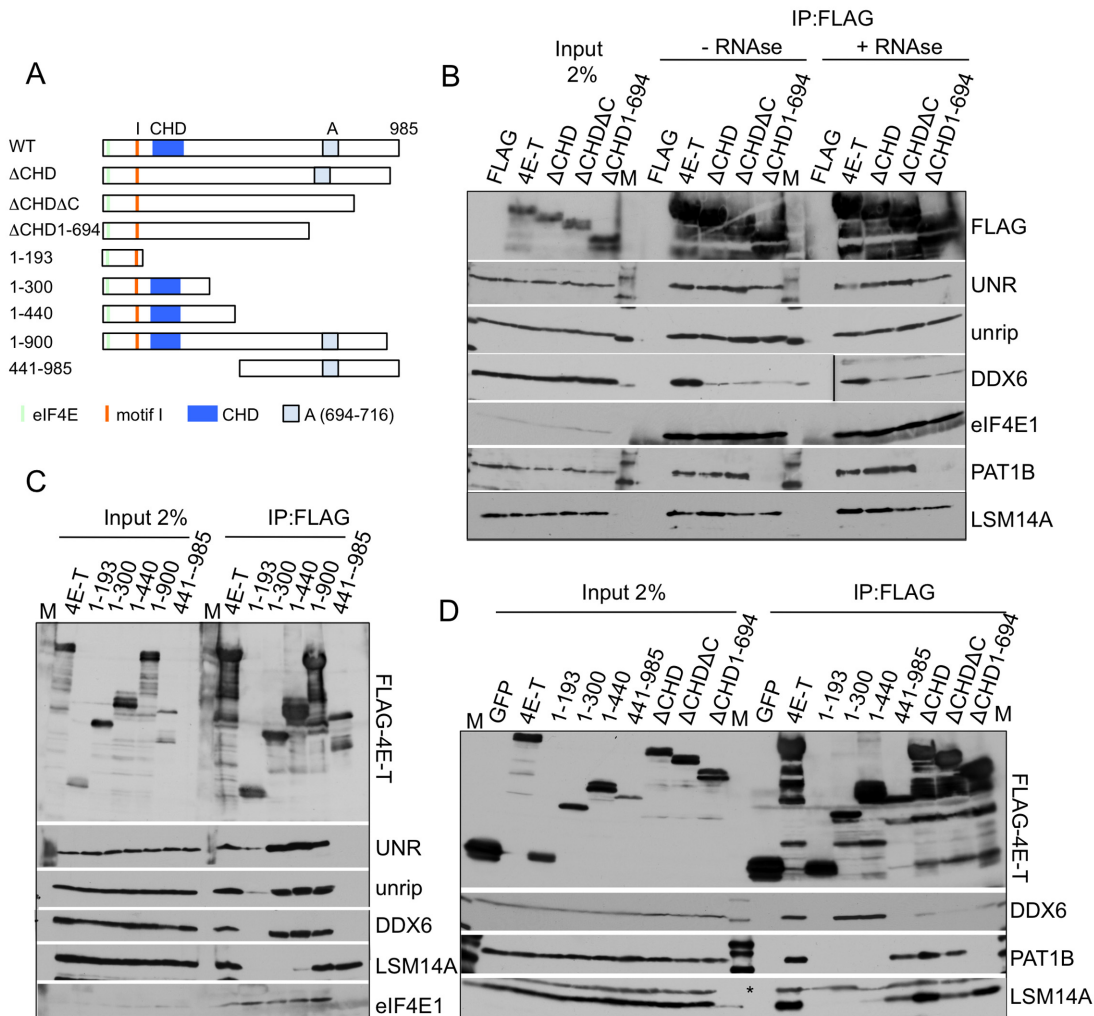 A
I CHD A 985
WT
ΔCHD
ΔCHDΔC
ΔCHD1-694
1-193
1-300
1-440
1-900
441-985
eIF4E motif I CHD A (694-716)
B
IP:FLAG
Input 2% - RNAse + RNAse
FLAG 4E-T ΔCHD ΔCHDΔC ΔCHD1-694 M FLAG 4E-T ΔCHD ΔCHDΔC ΔCHD1-694 M FLAG 4E-T ΔCHD ΔCHDΔC ΔCHD1-694
FLAG
UNR
unrip
DDX6
eIF4E1
PAT1B
LSM14A
C
Input 2% IP:FLAG
M 4E-T 1-193 1-300 1-440 1-900 441--985 M 4E-T 1-193 1-300 1-440 1-900 441--985
FLAG-4E-T
UNR
unrip
DDX6
LSM14A
eIF4E1
D
Input 2% IP:FLAG
M GFP 4E-T 1-193 1-300 1-440 441-985 ΔCHD ΔCHDΔC ΔCHD1-694 M GFP 4E-T 1-193 1-300 1-440 441-985 ΔCHD ΔCHDΔC ΔCHD1-694 M
FLAG-4E-T
DDX6
PAT1B
* LSM14A